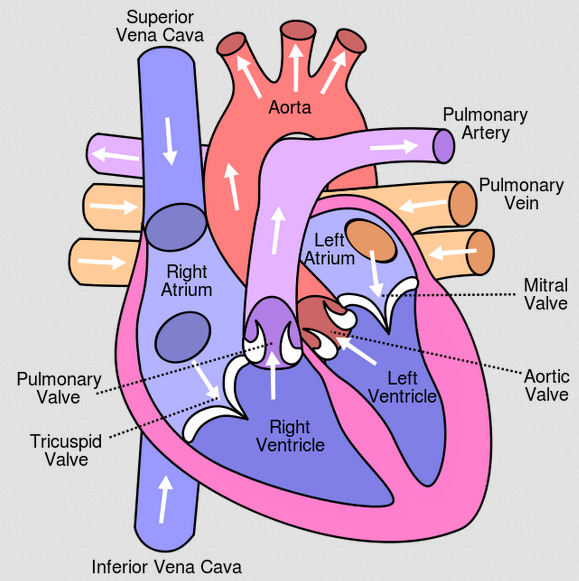 Superior
Vena Cava
Aorta
Pulmonary
Artery
Pulmonary
Vein
Left
Atrium
Right
Atrium
Mitral
Valve
Pulmonary
Valve
Left
Ventricle
Aortic
Valve
Tricuspid
Valve
Right
Ventricle
Inferior Vena Cava